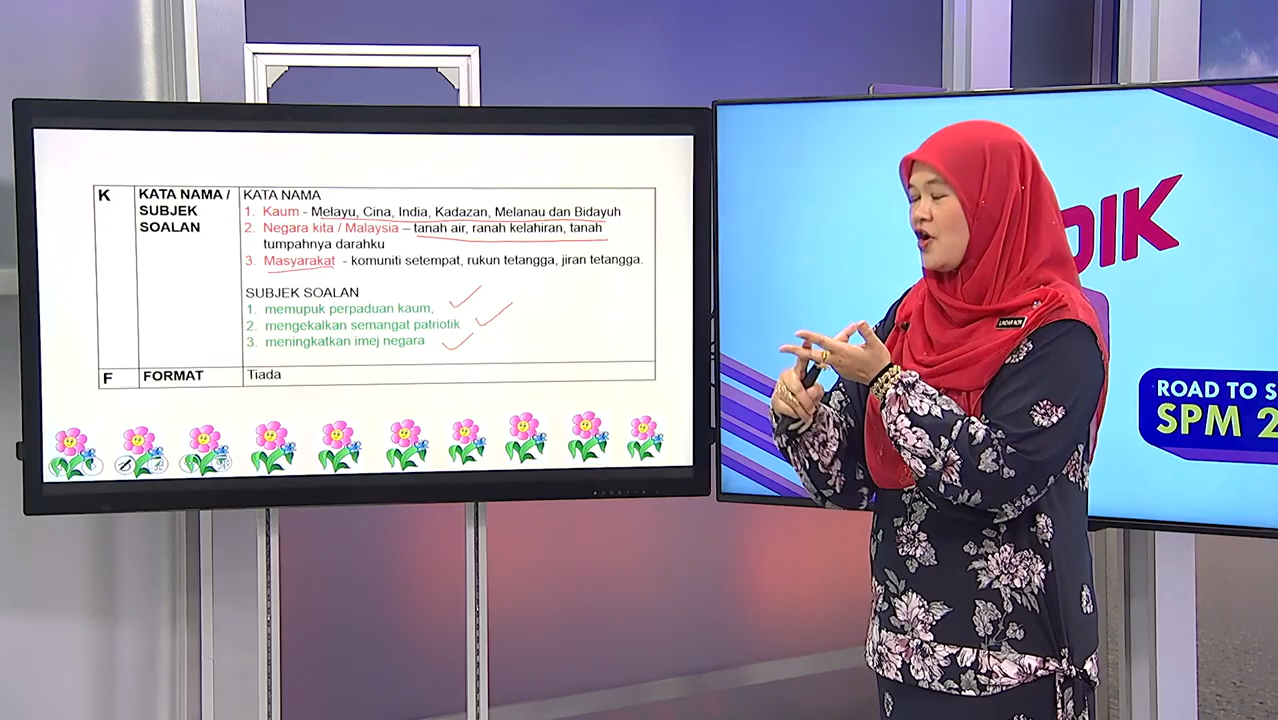 K
KATA NAMA /
SUBJEK
SOALAN
KATA NAMA
1. Kaum - Melayu, Cina, India, Kadazan, Melanau dan Bidayuh
2. Negara kita / Malaysia – tanah air, ranah kelahiran, tanah
tumpahnya darahku
3. Masyarakat - komuniti setempat, rukun tetangga, jiran tetangga.
SUBJEK SOALAN
1. memupuk perpaduan kaum,
2. mengekalkan semangat patriotik
3. meningkatkan imej negara
F
FORMAT
Tiada
DIK
ROAD TO S
SPM 2